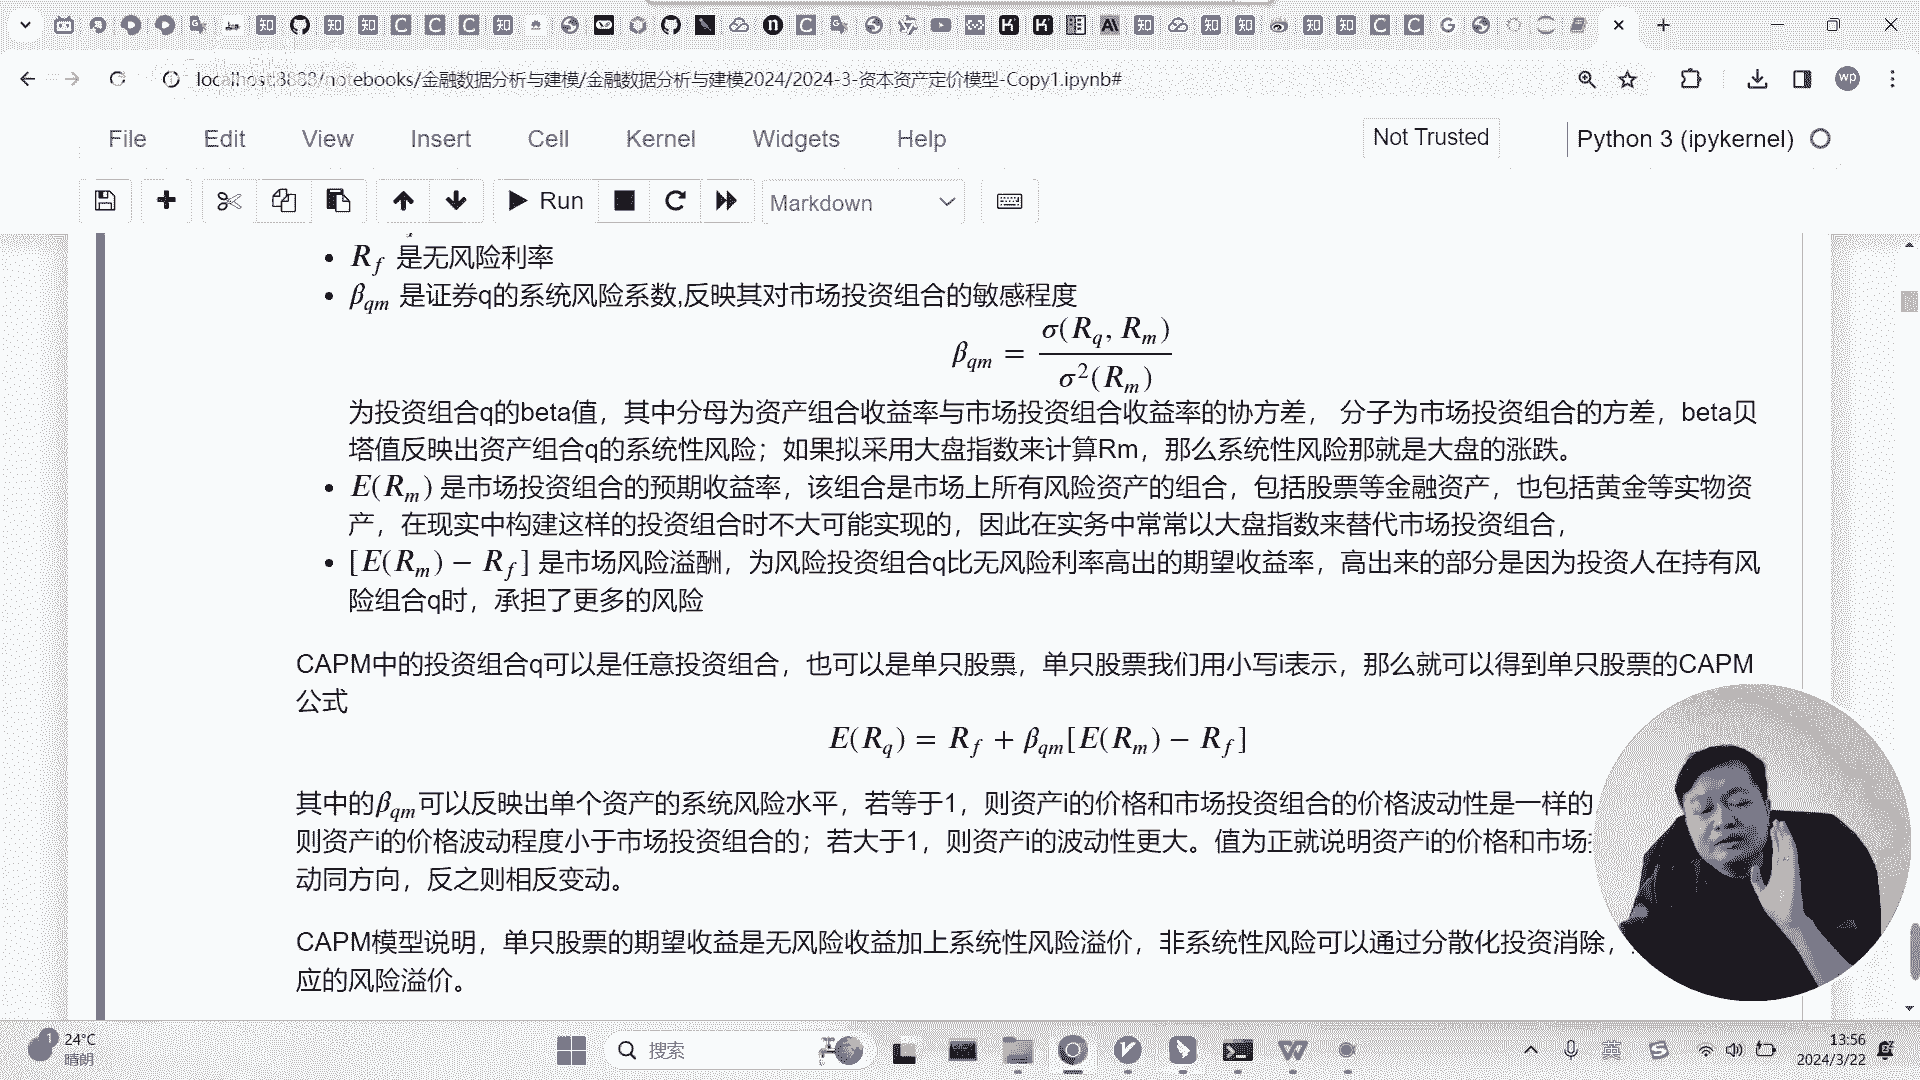 localhost:8888/notebooks/金融数据分析与建模/金融数据分析与建模2024/2024-3-资本资产定价模型-Copy1.ipynb#
wp
File Edit View Insert Cell Kernel Widgets Help
Not Trusted
Python 3 (ipykernel)
Run
Markdown
• R_f 是无风险利率
• β_qm 是证券q的系统风险系数,反映其对市场投资组合的敏感程度
β_qm = σ(R_q, R_m) / σ²(R_m)
为投资组合q的beta值，其中分母为资产组合收益率与市场投资组合收益率的协方差， 分子为市场投资组合的方差，beta贝
塔值反映出资产组合q的系统性风险；如果拟采用大盘指数来计算Rm，那么系统性风险那就是大盘的涨跌。
• E(R_m) 是市场投资组合的预期收益率，该组合是市场上所有风险资产的组合，包括股票等金融资产，也包括黄金等实物资
产，在现实中构建这样的投资组合时不大可能实现的，因此在实务中常常以大盘指数来替代市场投资组合，
• [E(R_m) − R_f] 是市场风险溢酬，为风险投资组合q比无风险利率高出的期望收益率，高出来的部分是因为投资人在持有风
险组合q时，承担了更多的风险
CAPM中的投资组合q可以是任意投资组合，也可以是单只股票，单只股票我们用小写i表示，那么就可以得到单只股票的CAPM
公式
E(R_q) = R_f + β_qm[E(R_m) − R_f]
其中的β_qm可以反映出单个资产的系统风险水平，若等于1，则资产i的价格和市场投资组合的价格波动性是一样的
则资产i的价格波动程度小于市场投资组合的；若大于1，则资产i的波动性更大。值为正就说明资产i的价格和市场
动同方向，反之则相反变动。
CAPM模型说明，单只股票的期望收益是无风险收益加上系统性风险溢价，非系统性风险可以通过分散化投资消除，
应的风险溢价。
1
24°C
晴朗
搜索
英
13:56
2024/3/22